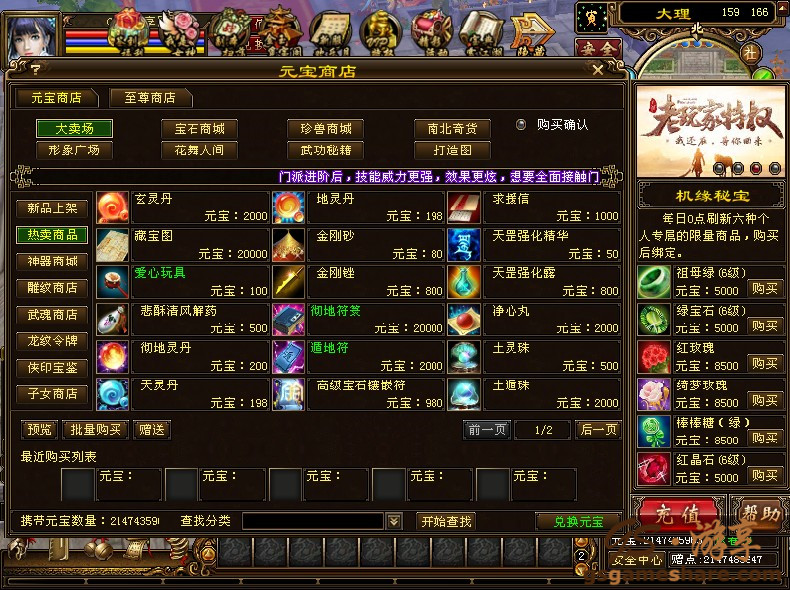 大理 159 166
北
社
安全
元宝商店
元宝商店 至尊商店
大卖场 宝石商城 珍兽商城 南北奇货 购买确认
形象广场 花舞人间 武功秘籍 打造图
门派进阶后，技能威力更强，效果更炫，想要全面接触门
新品上架
热卖商品
神器商城
雕纹商店
武魂商店
龙纹令牌
侠印宝鉴
子女商店
玄灵丹 元宝：2000
地灵丹 元宝：198
求援信 元宝：1000
藏宝图 元宝：20000
金刚砂 元宝：80
天罡强化精华 元宝：50
爱心玩具 元宝：100
金刚锉 元宝：800
天罡强化露 元宝：800
悲酥清风解药 元宝：500
彻地符笺 元宝：20000
净心丸 元宝：2000
彻地灵丹 元宝：200
遁地符 元宝：2000
土灵珠 元宝：500
天灵丹 元宝：198
高级宝石镶嵌符 元宝：980
土遁珠 元宝：2000
预览 批量购买 赠送 前一页 1/2 后一页
最近购买列表
元宝： 元宝： 元宝： 元宝： 元宝：
携带元宝数量：21474359 查找分类 开始查找 兑换元宝
老玩家特权
我还在，等你回来
机缘秘宝
每日0点刷新六种个
人专属的限量商品，购买
后绑定。
祖母绿（6级）
元宝：5000 购买
绿宝石（6级）
元宝：5000 购买
红玫瑰
元宝：8500 购买
绮梦玫瑰
元宝：8500 购买
棒棒糖（绿）
元宝：8500 购买
红晶石（6级）
元宝：5000 购买
充值 帮助
2
安全中心